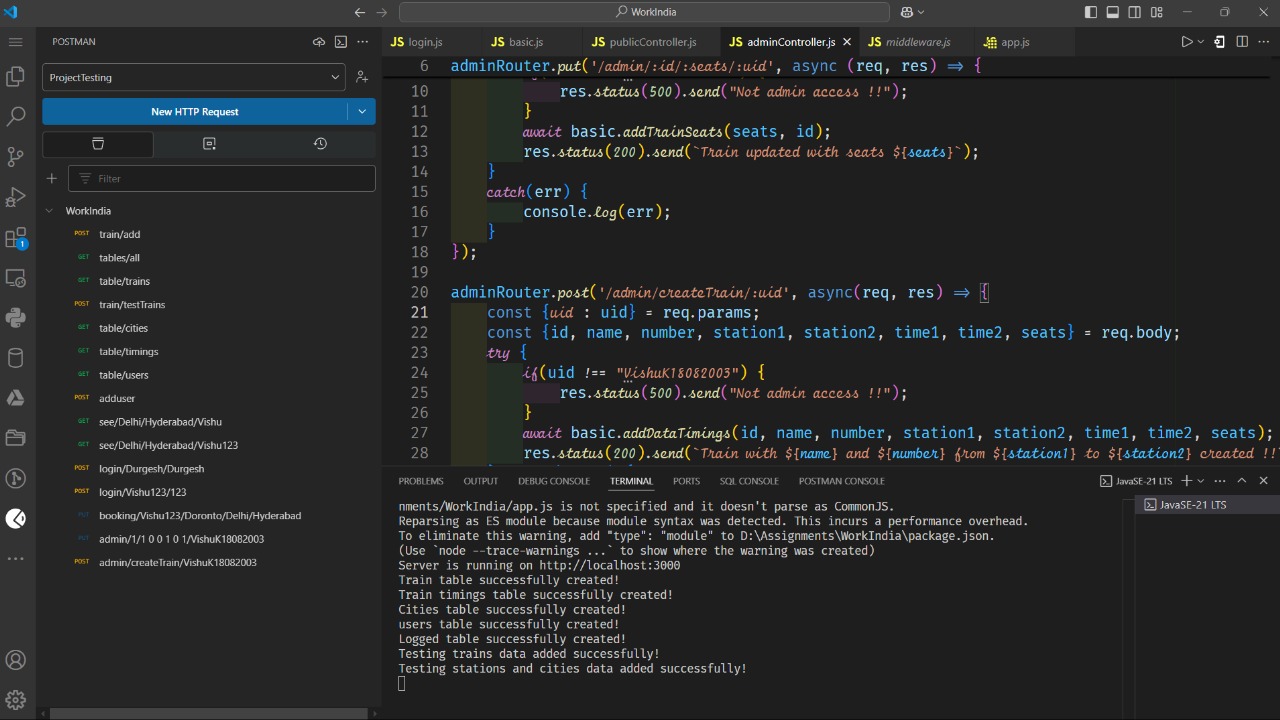 WorkIndia
POSTMAN
ProjectTesting
New HTTP Request
Filter
WorkIndia
POST train/add
GET tables/all
GET table/trains
POST train/testTrains
GET table/cities
GET table/timings
GET table/users
POST adduser
GET see/Delhi/Hyderabad/Vishu
GET see/Delhi/Hyderabad/Vishu123
POST login/Durgesh/Durgesh
POST login/Vishu123/123
PUT booking/Vishu123/Doronto/Delhi/Hyderabad
PUT admin/1/1 0 0 1 0 1/VishuK18082003
POST admin/createTrain/VishuK18082003
1
JS login.js JS basic.js JS publicController.js JS adminController.js JS middleware.js JS app.js
6 adminRouter.put('/admin/:id/:seats/:uid', async (req, res) => {
10 res.status(500).send("Not admin access !!");
11 }
12 await basic.addTrainSeats(seats, id);
13 res.status(200).send(`Train updated with seats ${seats}`);
14 }
15 catch(err) {
16 console.log(err);
17 }
18 });
19
20 adminRouter.post('/admin/createTrain/:uid', async(req, res) => {
21 const {uid : uid} = req.params;
22 const {id, name, number, station1, station2, time1, time2, seats} = req.body;
23 try {
24 if(uid !== "VishuK18082003") {
25 res.status(500).send("Not admin access !!");
26 }
27 await basic.addDataTimings(id, name, number, station1, station2, time1, time2, seats);
28 res.status(200).send(`Train with ${name} and ${number} from ${station1} to ${station2} created !!
PROBLEMS OUTPUT DEBUG CONSOLE TERMINAL PORTS SQL CONSOLE POSTMAN CONSOLE
JavaSE-21 LTS
JavaSE-21 LTS
nments/WorkIndia/app.js is not specified and it doesn't parse as CommonJS.
Reparsing as ES module because module syntax was detected. This incurs a performance overhead.
To eliminate this warning, add "type": "module" to D:\Assignments\WorkIndia\package.json.
(Use `node --trace-warnings ...` to show where the warning was created)
Server is running on http://localhost:3000
Train table successfully created!
Train timings table successfully created!
Cities table successfully created!
users table successfully created!
Logged table successfully created!
Testing trains data added successfully!
Testing stations and cities data added successfully!